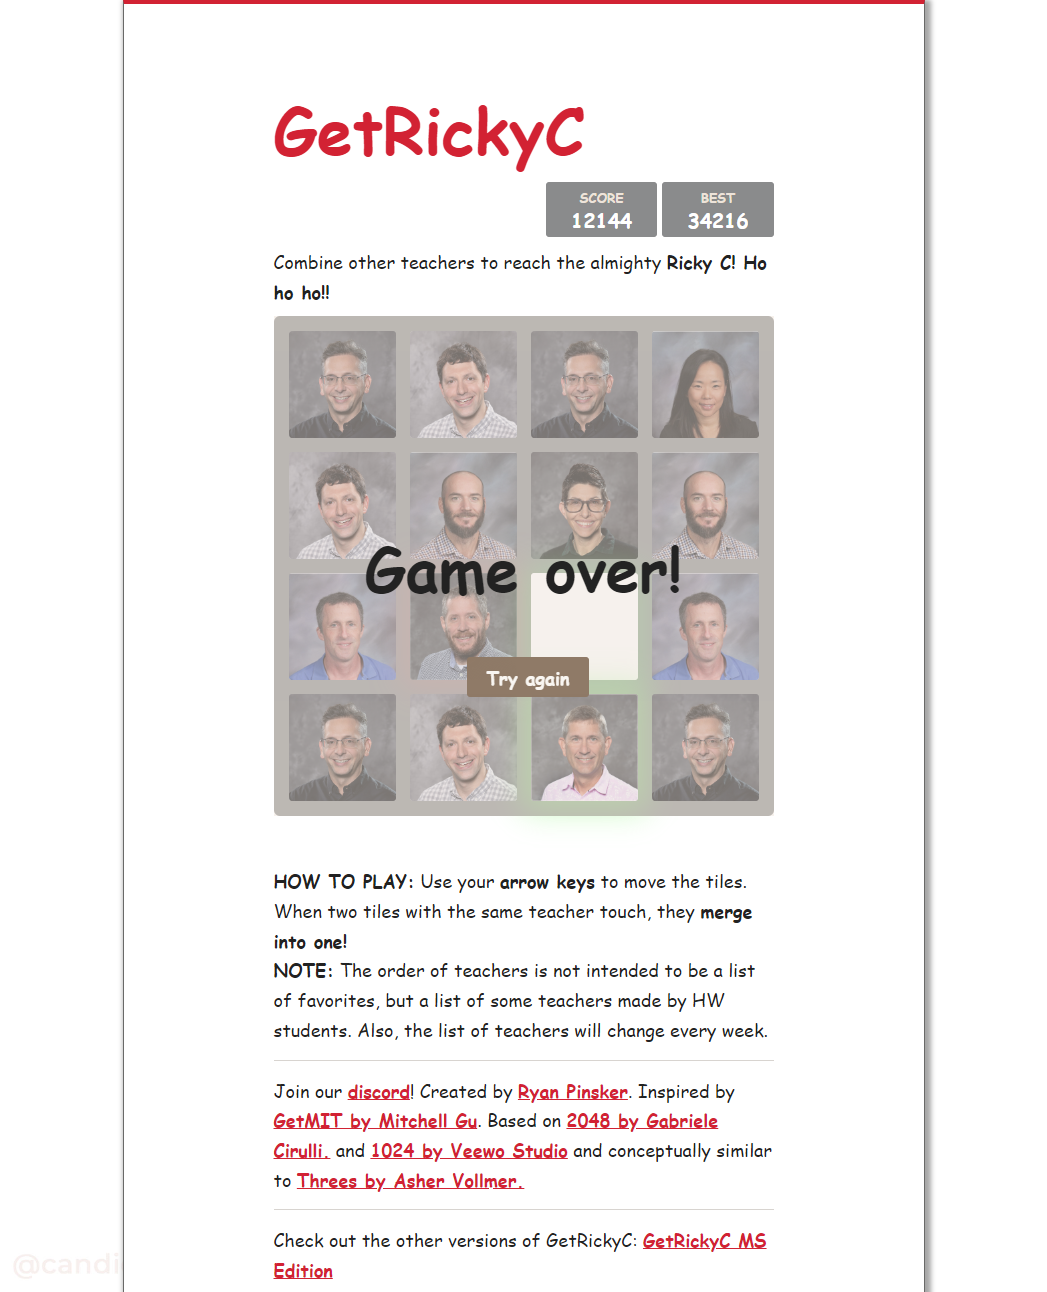 GetRickyC
SCORE
12144
BEST
34216
Combine other teachers to reach the almighty Ricky C! Ho
ho ho!!
Game over!
Try again
HOW TO PLAY: Use your arrow keys to move the tiles.
When two tiles with the same teacher touch, they merge
into one!
NOTE: The order of teachers is not intended to be a list
of favorites, but a list of some teachers made by HW
students. Also, the list of teachers will change every week.
Join our discord! Created by Ryan Pinsker. Inspired by
GetMIT by Mitchell Gu. Based on 2048 by Gabriele
Cirulli. and 1024 by Veewo Studio and conceptually similar
to Threes by Asher Vollmer.
Check out the other versions of GetRickyC: GetRickyC MS
Edition